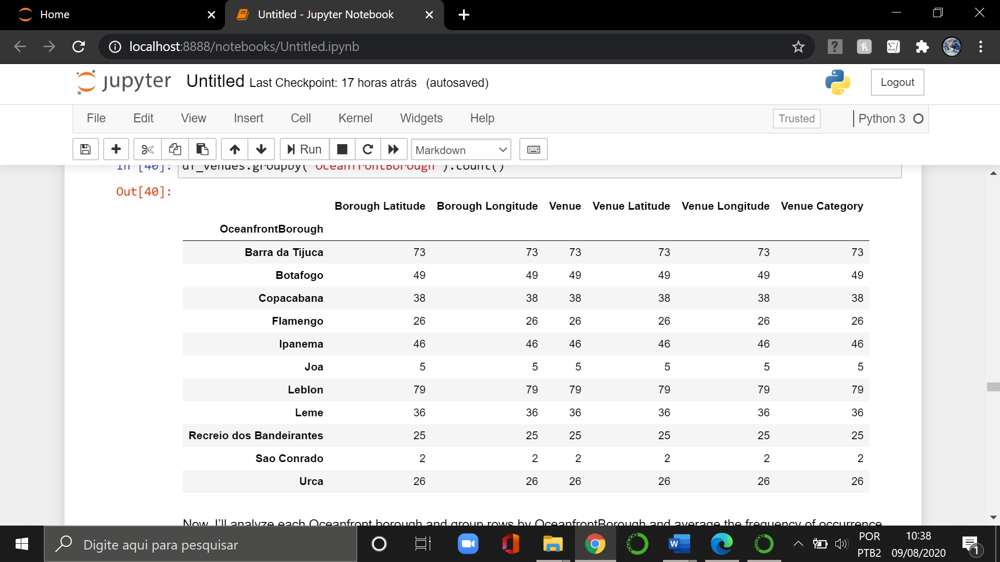 Home
Untitled - Jupyter Notebook
localhost:8888/notebooks/Untitled.ipynb
jupyter Untitled Last Checkpoint: 17 horas atrás (autosaved)
Logout
File Edit View Insert Cell Kernel Widgets Help
Trusted
Python 3
Run
Markdown
In [40]: df_venues.groupby('OceanfrontBorough').count()
Out[40]:
Borough Latitude Borough Longitude Venue Venue Latitude Venue Longitude Venue Category
OceanfrontBorough
Barra da Tijuca 73 73 73 73 73 73
Botafogo 49 49 49 49 49 49
Copacabana 38 38 38 38 38 38
Flamengo 26 26 26 26 26 26
Ipanema 46 46 46 46 46 46
Joa 5 5 5 5 5 5
Leblon 79 79 79 79 79 79
Leme 36 36 36 36 36 36
Recreio dos Bandeirantes 25 25 25 25 25 25
Sao Conrado 2 2 2 2 2 2
Urca 26 26 26 26 26 26
Now, I'll analyze each Oceanfront borough and group rows by OceanfrontBorough and average the frequency of occurrence
Digite aqui para pesquisar
POR
PTB2
10:38
09/08/2020
1